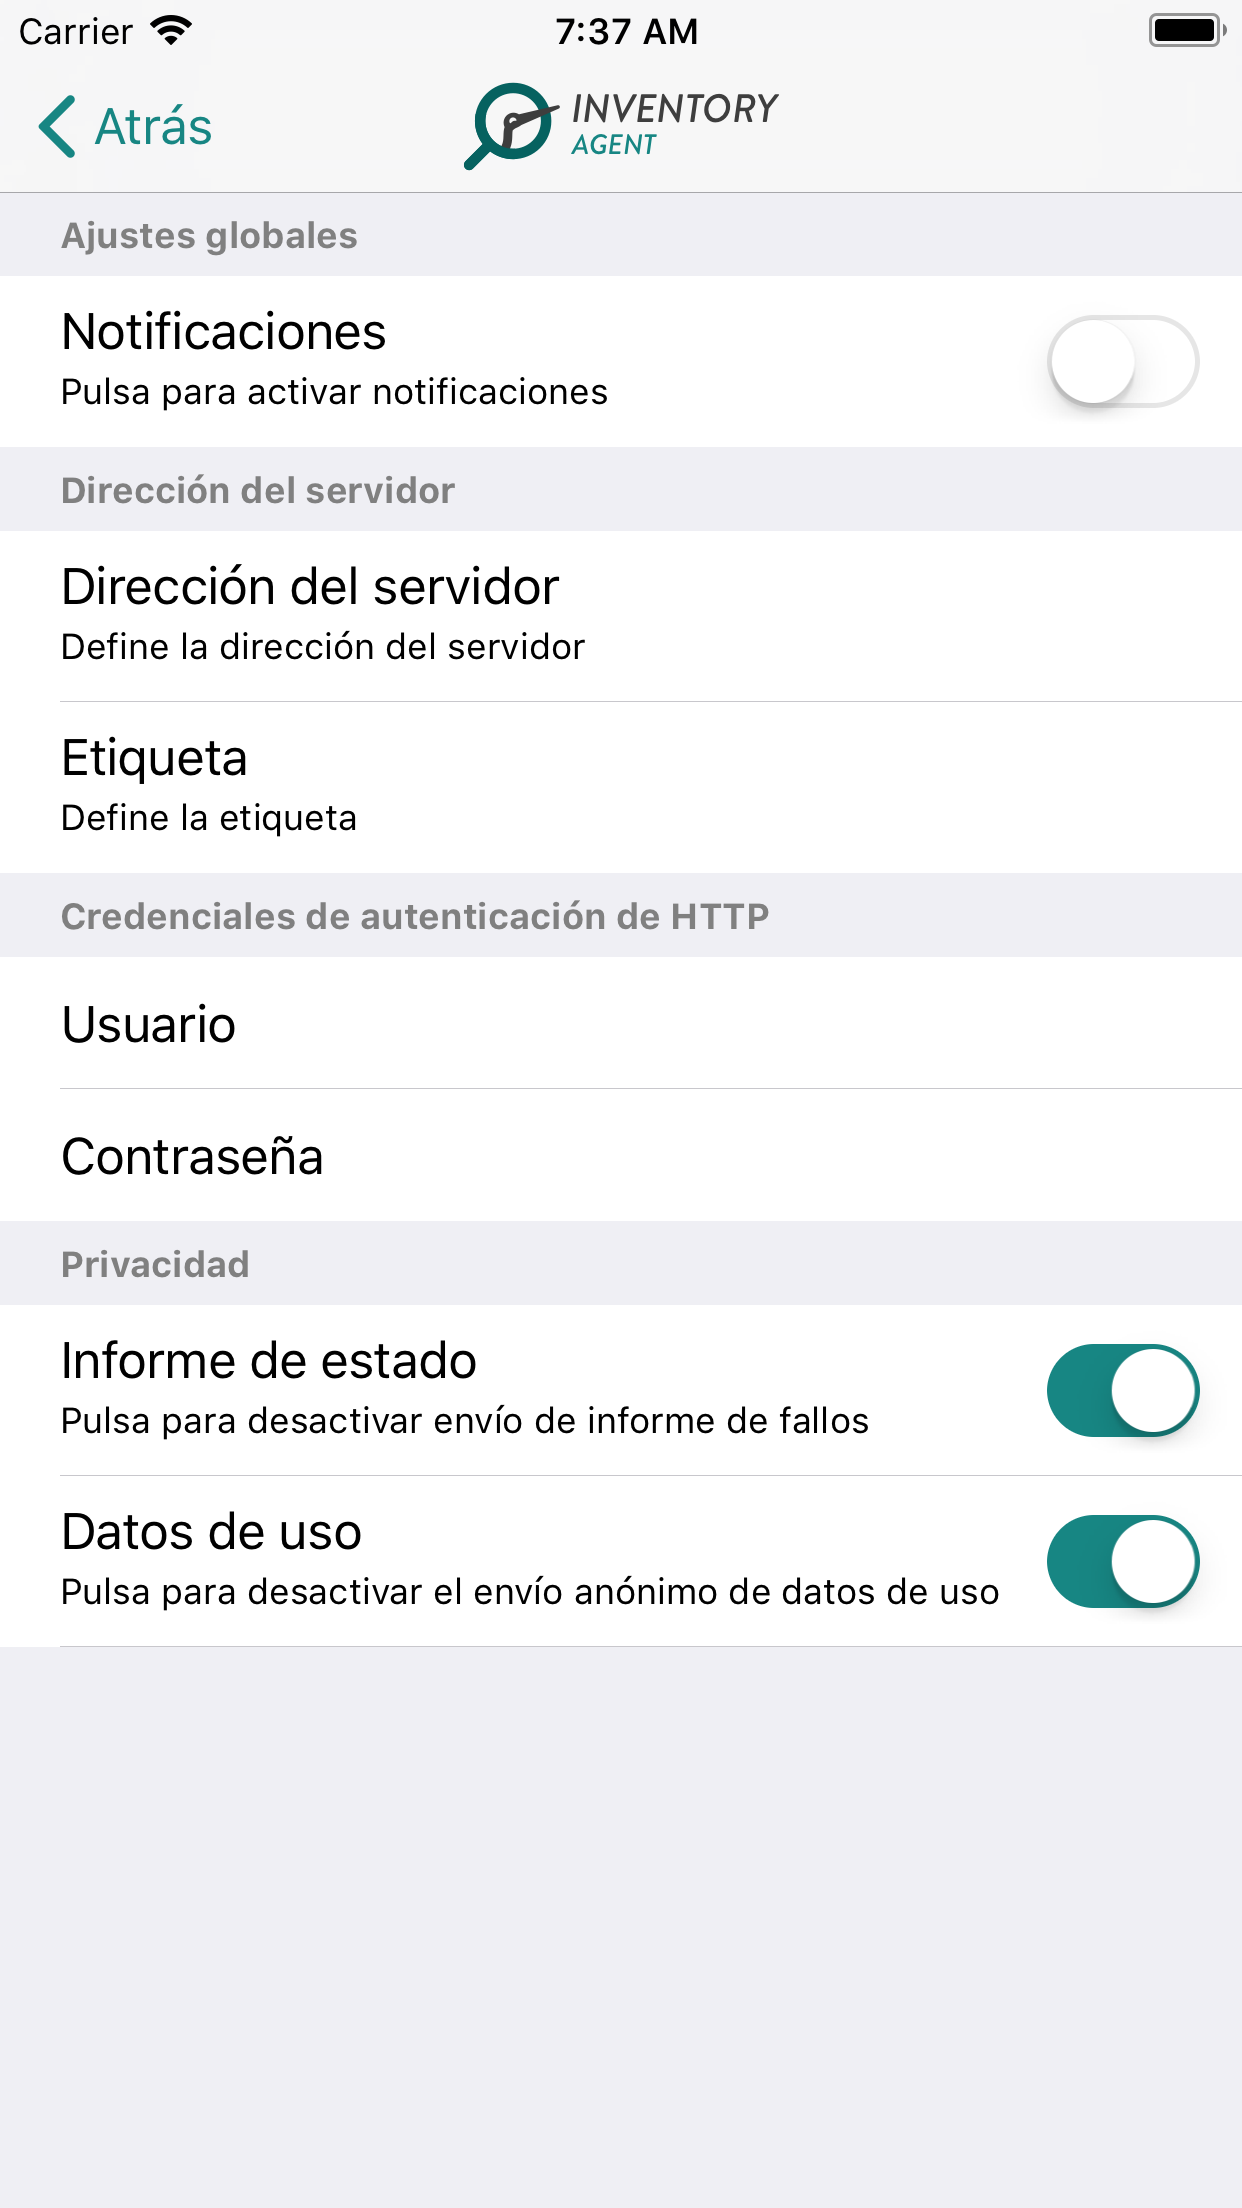 Carrier 7:37 AM
Atrás
INVENTORY
AGENT
Ajustes globales
Notificaciones
Pulsa para activar notificaciones
Dirección del servidor
Dirección del servidor
Define la dirección del servidor
Etiqueta
Define la etiqueta
Credenciales de autenticación de HTTP
Usuario
Contraseña
Privacidad
Informe de estado
Pulsa para desactivar envío de informe de fallos
Datos de uso
Pulsa para desactivar el envío anónimo de datos de uso